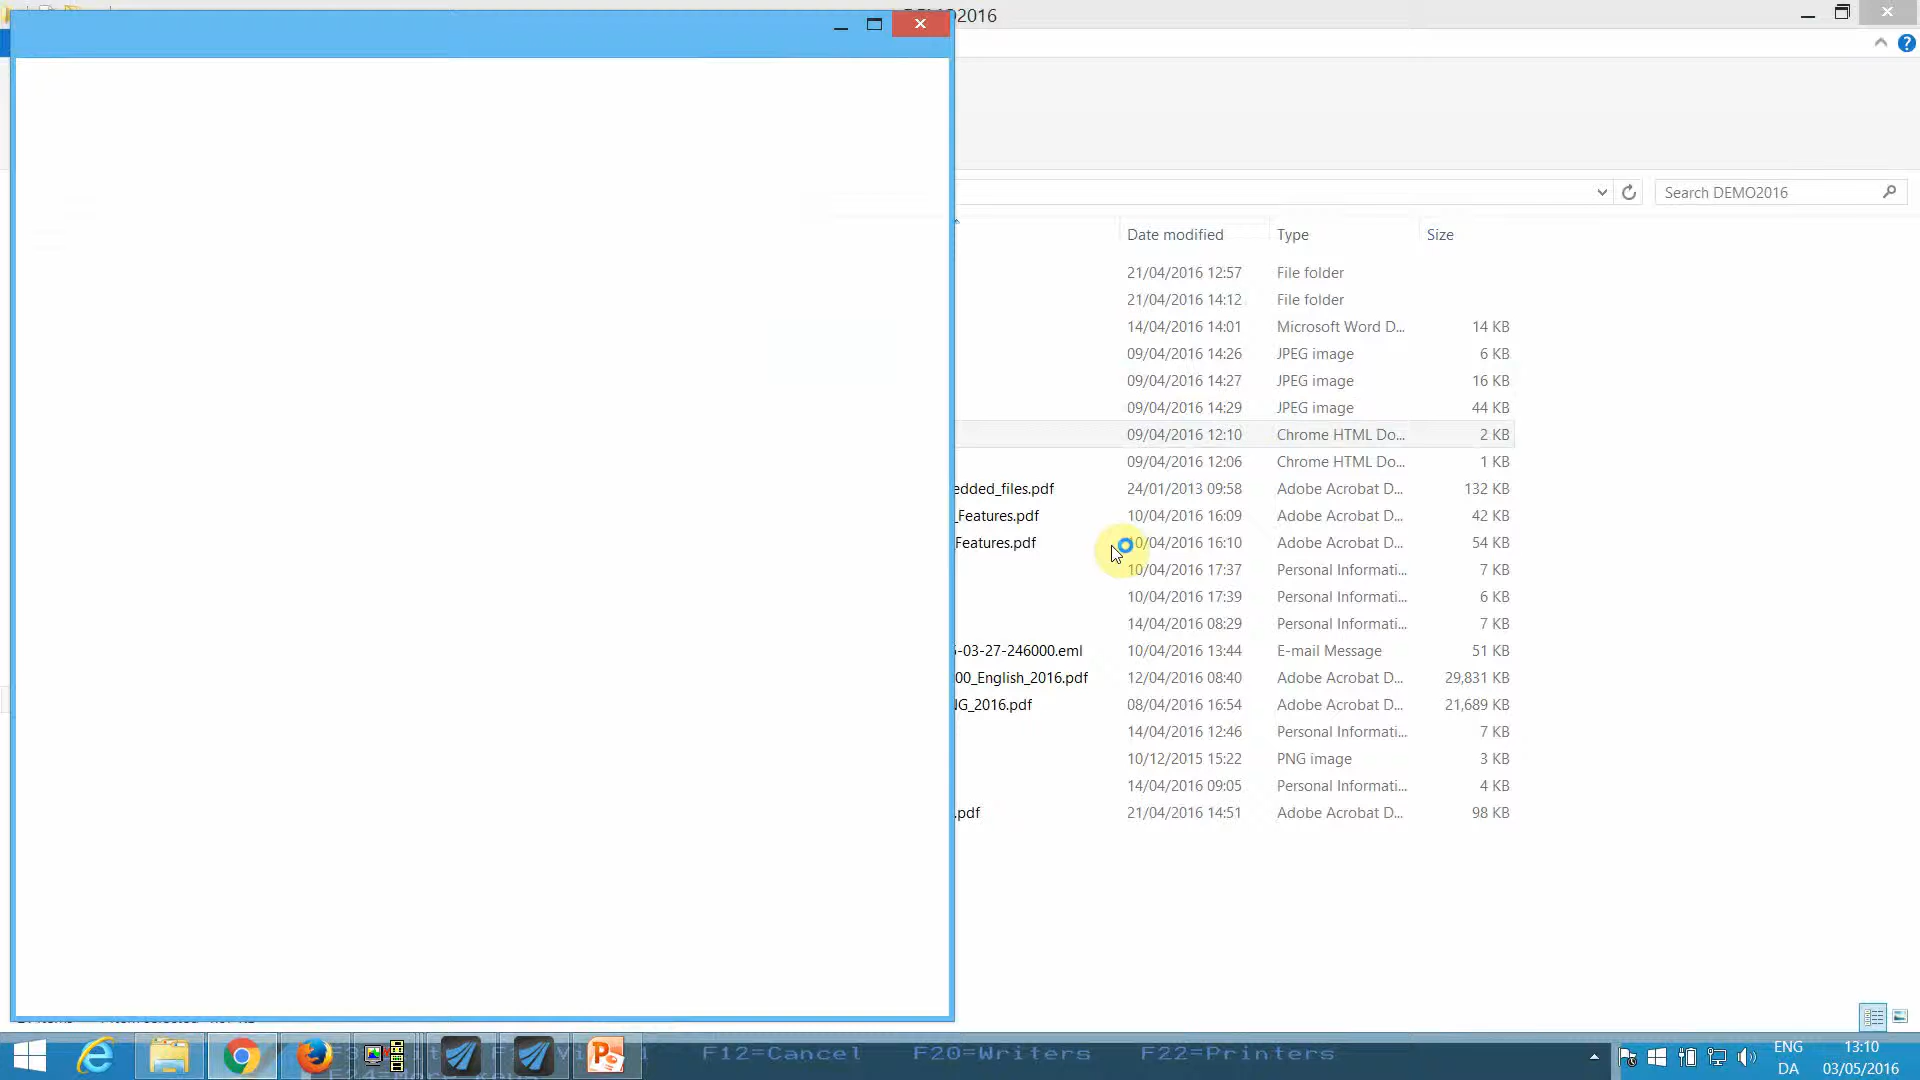 2016
Search DEMO2016
Date modified Type Size
21/04/2016 12:57 File folder
21/04/2016 14:12 File folder
14/04/2016 14:01 Microsoft Word D... 14 KB
09/04/2016 14:26 JPEG image 6 KB
09/04/2016 14:27 JPEG image 16 KB
09/04/2016 14:29 JPEG image 44 KB
09/04/2016 12:10 Chrome HTML Do... 2 KB
09/04/2016 12:06 Chrome HTML Do... 1 KB
edded_files.pdf 24/01/2013 09:58 Adobe Acrobat D... 132 KB
_Features.pdf 10/04/2016 16:09 Adobe Acrobat D... 42 KB
Features.pdf 10/04/2016 16:10 Adobe Acrobat D... 54 KB
10/04/2016 17:37 Personal Informati... 7 KB
10/04/2016 17:39 Personal Informati... 6 KB
14/04/2016 08:29 Personal Informati... 7 KB
-03-27-246000.eml 10/04/2016 13:44 E-mail Message 51 KB
00_English_2016.pdf 12/04/2016 08:40 Adobe Acrobat D... 29,831 KB
G_2016.pdf 08/04/2016 16:54 Adobe Acrobat D... 21,689 KB
14/04/2016 12:46 Personal Informati... 7 KB
10/12/2015 15:22 PNG image 3 KB
14/04/2016 09:05 Personal Informati... 4 KB
.pdf 21/04/2016 14:51 Adobe Acrobat D... 98 KB
F12=Cancel F20=Writers F22=Printers
ENG 13:10
DA 03/05/2016